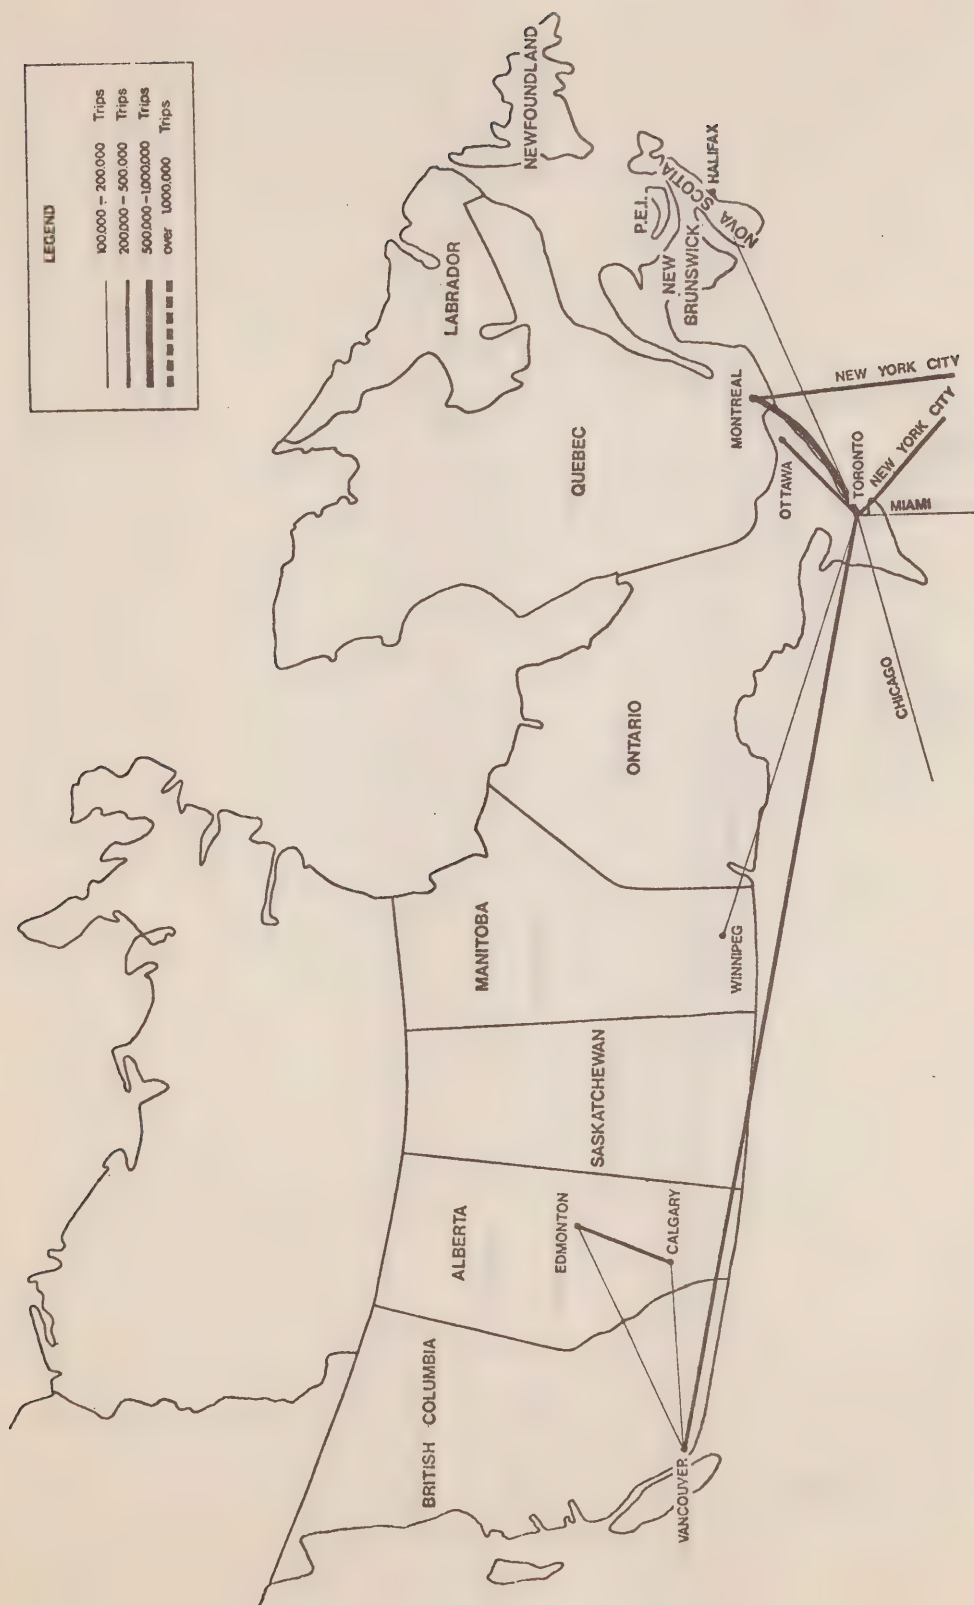 LEGEND
100,000 - 200,000 Trips
200,000 - 500,000 Trips
500,000 - 1,000,000 Trips
over 1,000,000 Trips
NEWFOUNDLAND
LABRADOR
P.E.I.
NOVA SCOTIA
HALIFAX
NEW
BRUNSWICK
QUEBEC
MONTREAL
OTTAWA
TORONTO
NEW YORK CITY
NEW YORK CITY
MIAMI
CHICAGO
ONTARIO
MANITOBA
WINNIPEG
SASKATCHEWAN
ALBERTA
EDMONTON
CALGARY
BRITISH COLUMBIA
VANCOUVER